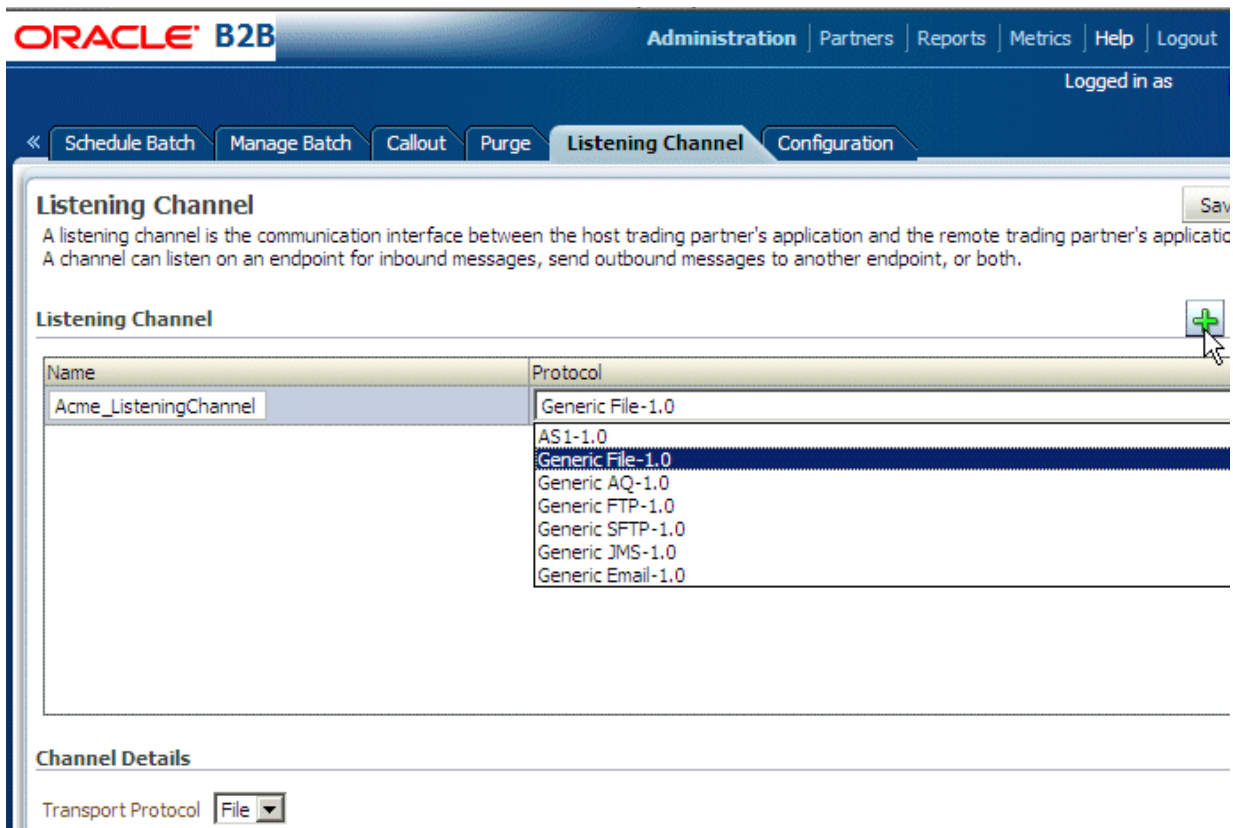 ORACLE B2B
Administration | Partners | Reports | Metrics | Help | Logout
Logged in as
« Schedule Batch Manage Batch Callout Purge Listening Channel Configuration
Listening Channel
Sav
A listening channel is the communication interface between the host trading partner's application and the remote trading partner's applicatio
A channel can listen on an endpoint for inbound messages, send outbound messages to another endpoint, or both.
Listening Channel
Name Protocol
Acme_ListeningChannel Generic File-1.0
AS1-1.0
Generic File-1.0
Generic AQ-1.0
Generic FTP-1.0
Generic SFTP-1.0
Generic JMS-1.0
Generic Email-1.0
Channel Details
Transport Protocol File